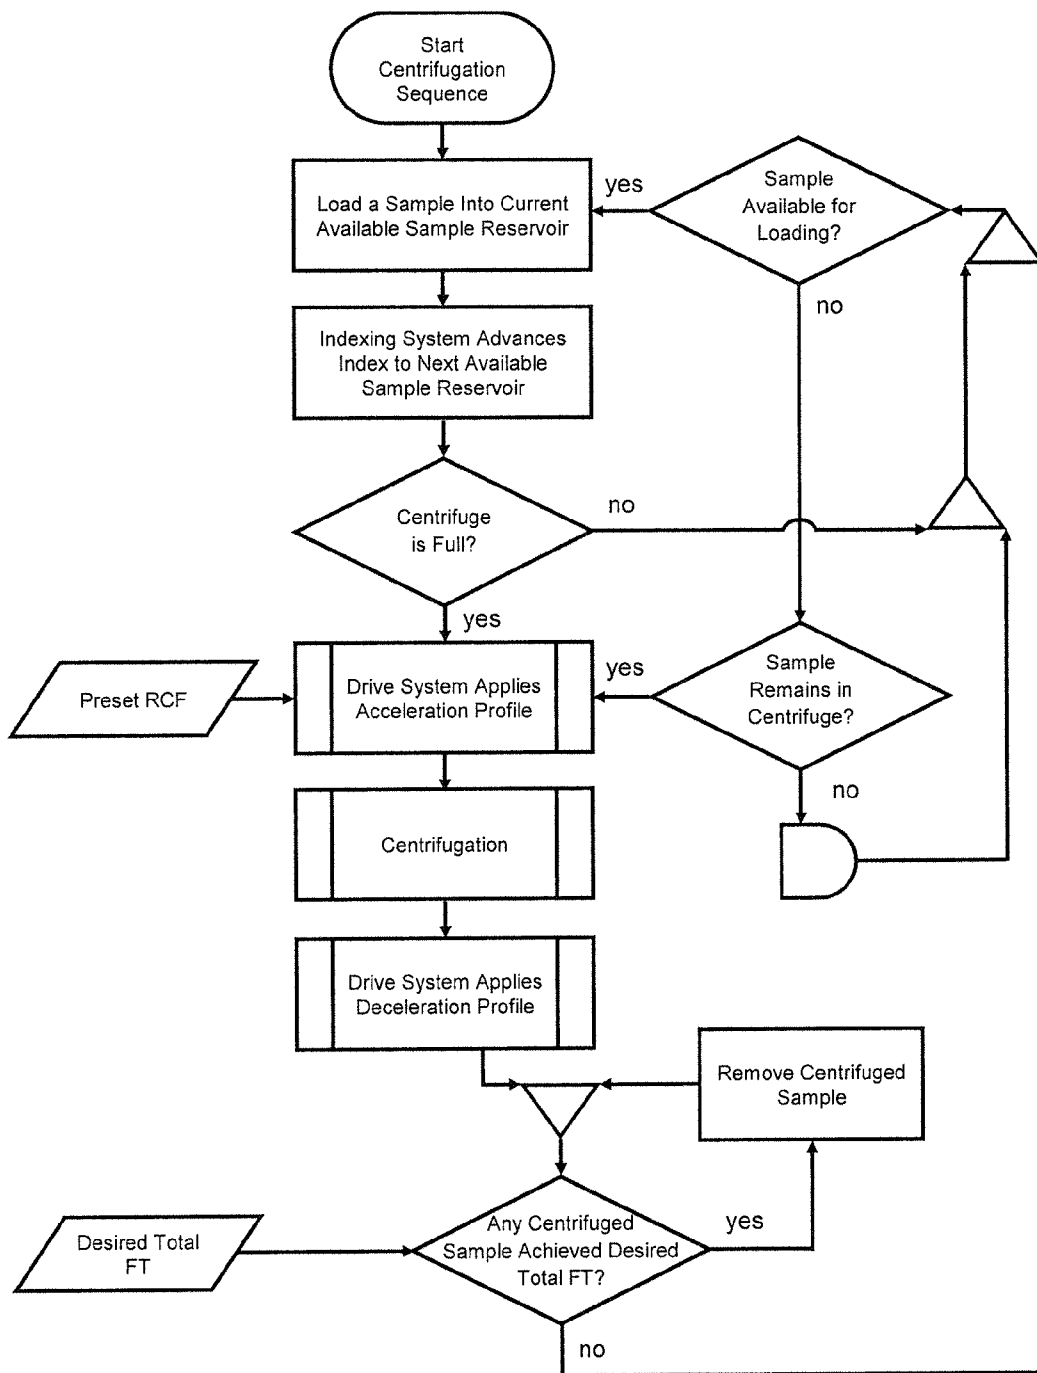 Start
Centrifugation
Sequence
Load a Sample Into Current
Available Sample Reservoir
yes
Sample
Available for
Loading?
no
Indexing System Advances
Index to Next Available
Sample Reservoir
Centrifuge
is Full?
no
yes
Preset RCF
Drive System Applies
Acceleration Profile
yes
Sample
Remains in
Centrifuge?
no
Centrifugation
Drive System Applies
Deceleration Profile
Remove Centrifuged
Sample
Desired Total
FT
Any Centrifuged
Sample Achieved Desired
Total FT?
yes
no